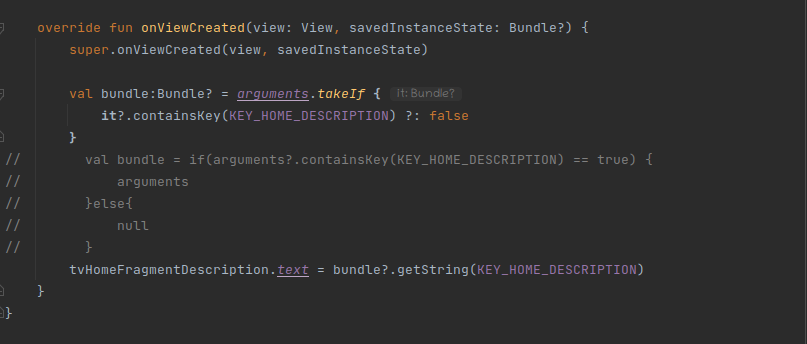 override fun onViewCreated(view: View, savedInstanceState: Bundle?) {
super.onViewCreated(view, savedInstanceState)
val bundle:Bundle? = arguments.takeIf { it: Bundle?
it?.containsKey(KEY_HOME_DESCRIPTION) ?: false
}
// val bundle = if(arguments?.containsKey(KEY_HOME_DESCRIPTION) == true) {
// arguments
// }else{
// null
// }
tvHomeFragmentDescription.text = bundle?.getString(KEY_HOME_DESCRIPTION)
}
}